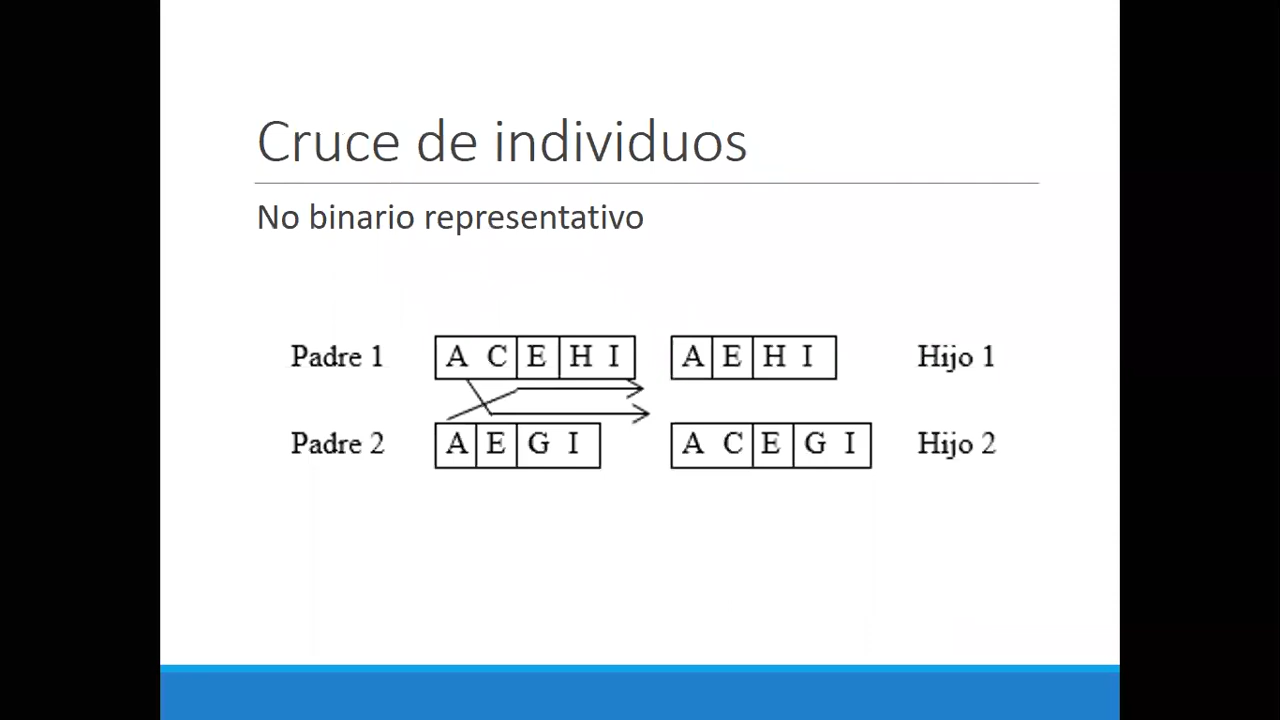 Cruce de individuos
No binario representativo
Padre 1 A C E H I A E H I Hijo 1
Padre 2 A E G I A C E G I Hijo 2